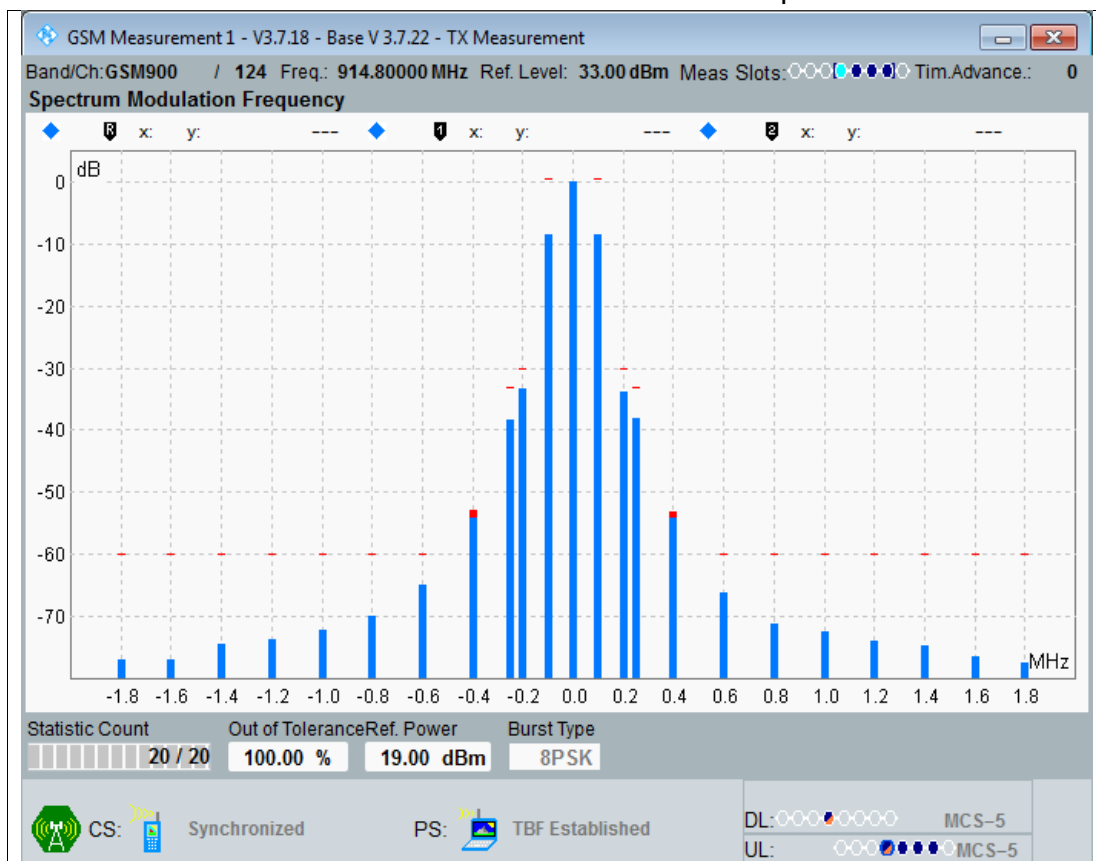 GSM Measurement 1 - V3.7.18 - Base V 3.7.22 - TX Measurement
Band/Ch:GSM900 / 124 Freq.: 914.80000 MHz Ref. Level: 33.00 dBm Meas Slots: Tim.Advance.: 0
Spectrum Modulation Frequency
R x: y: --- 1 x: y: --- 2 x: y: ---
dB
0
-10
-20
-30
-40
-50
-60
-70
MHz
-1.8 -1.6 -1.4 -1.2 -1.0 -0.8 -0.6 -0.4 -0.2 0.0 0.2 0.4 0.6 0.8 1.0 1.2 1.4 1.6 1.8
Statistic Count Out of Tolerance Ref. Power Burst Type
20 / 20 100.00 % 19.00 dBm 8PSK
CS: Synchronized PS: TBF Established
DL: MCS-5
UL: MCS-5